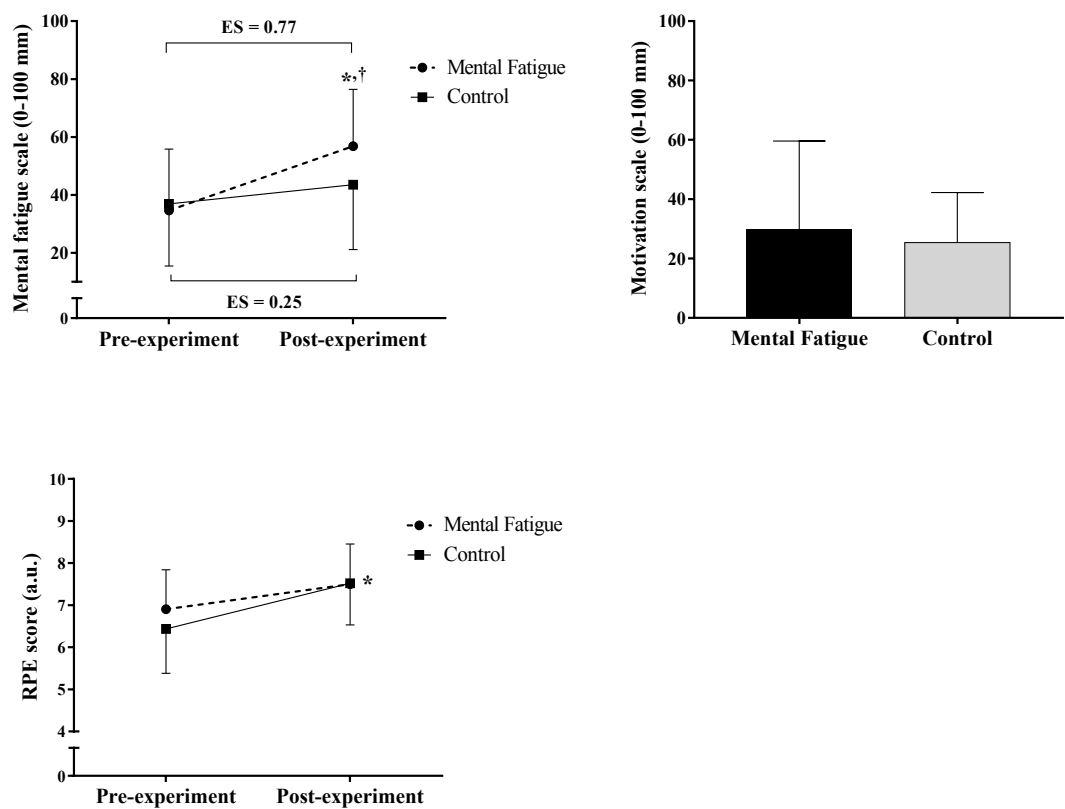 Mental fatigue scale (0-100 mm)
100
80
60
40
20
0
ES = 0.77
*,†
ES = 0.25
Pre-experiment
Post-experiment
Mental Fatigue
Control
Motivation scale (0-100 mm)
100
80
60
40
20
0
Mental Fatigue
Control
RPE score (a.u.)
10
9
8
7
6
5
4
0
*
Pre-experiment
Post-experiment
Mental Fatigue
Control